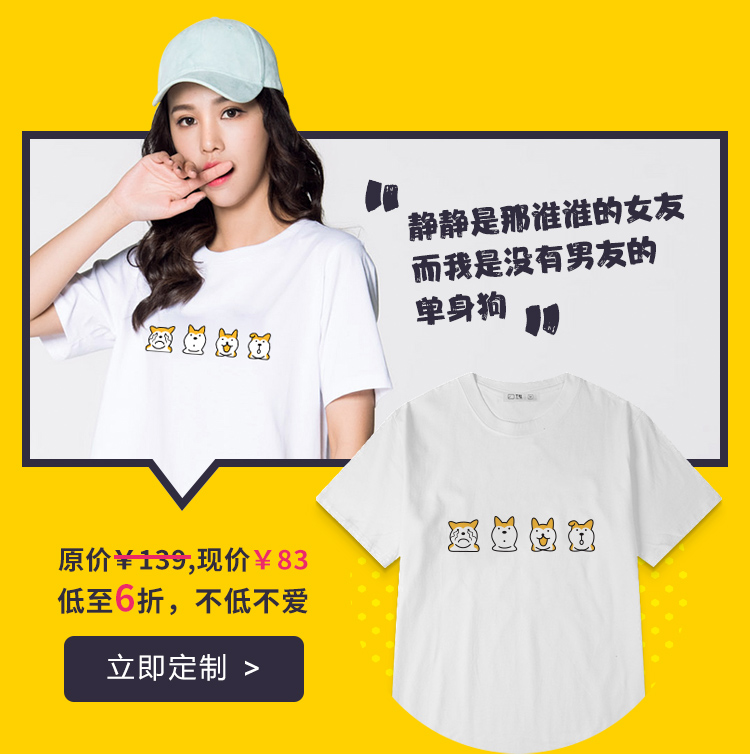 静静是那谁谁的女友
而我是没有男友的
单身狗
原价￥139,现价￥83
低至6折，不低不爱
立即定制 >